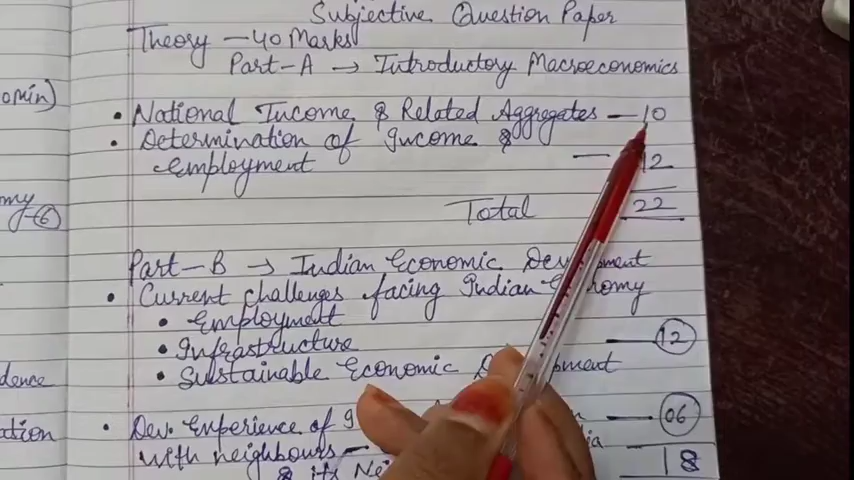 Subjective Question Paper
Theory - 40 Marks
Part-A → Introductory Macroeconomics
• National Income & Related Aggregates - 10
• Determination of Income &
Employment - 12
Total 22
Part-B → Indian Economic Development
• Current challenges facing Indian Economy
• Employment
• Infrastructure - 12
• Sustainable Economic Development
• Dev. Experience of - 06
with neighbours -
& its 18
omin)
my
-6
dence
ation